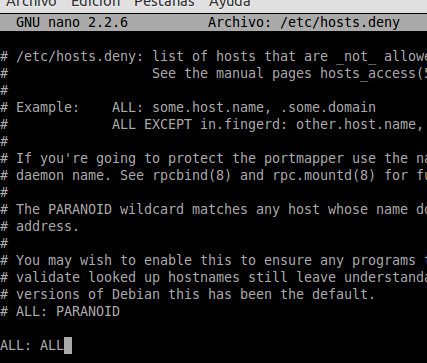 Archivo Edición Pestañas Ayuda
GNU nano 2.2.6 Archivo: /etc/hosts.deny
# /etc/hosts.deny: list of hosts that are _not_ allowe
# See the manual pages hosts_access(5
#
# Example: ALL: some.host.name, .some.domain
# ALL EXCEPT in.fingerd: other.host.name,
#
# If you're going to protect the portmapper use the na
# daemon name. See rpcbind(8) and rpc.mountd(8) for fu
#
# The PARANOID wildcard matches any host whose name do
# address.
#
# You may wish to enable this to ensure any programs t
# validate looked up hostnames still leave understanda
# versions of Debian this has been the default.
# ALL: PARANOID
ALL: ALL